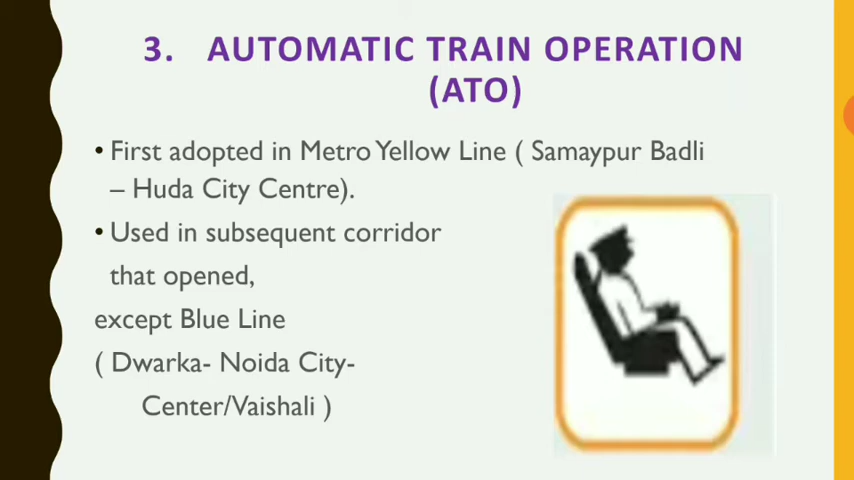 3. AUTOMATIC TRAIN OPERATION
(ATO)
• First adopted in Metro Yellow Line ( Samaypur Badli
– Huda City Centre).
• Used in subsequent corridor
that opened,
except Blue Line
( Dwarka- Noida City-
Center/Vaishali )